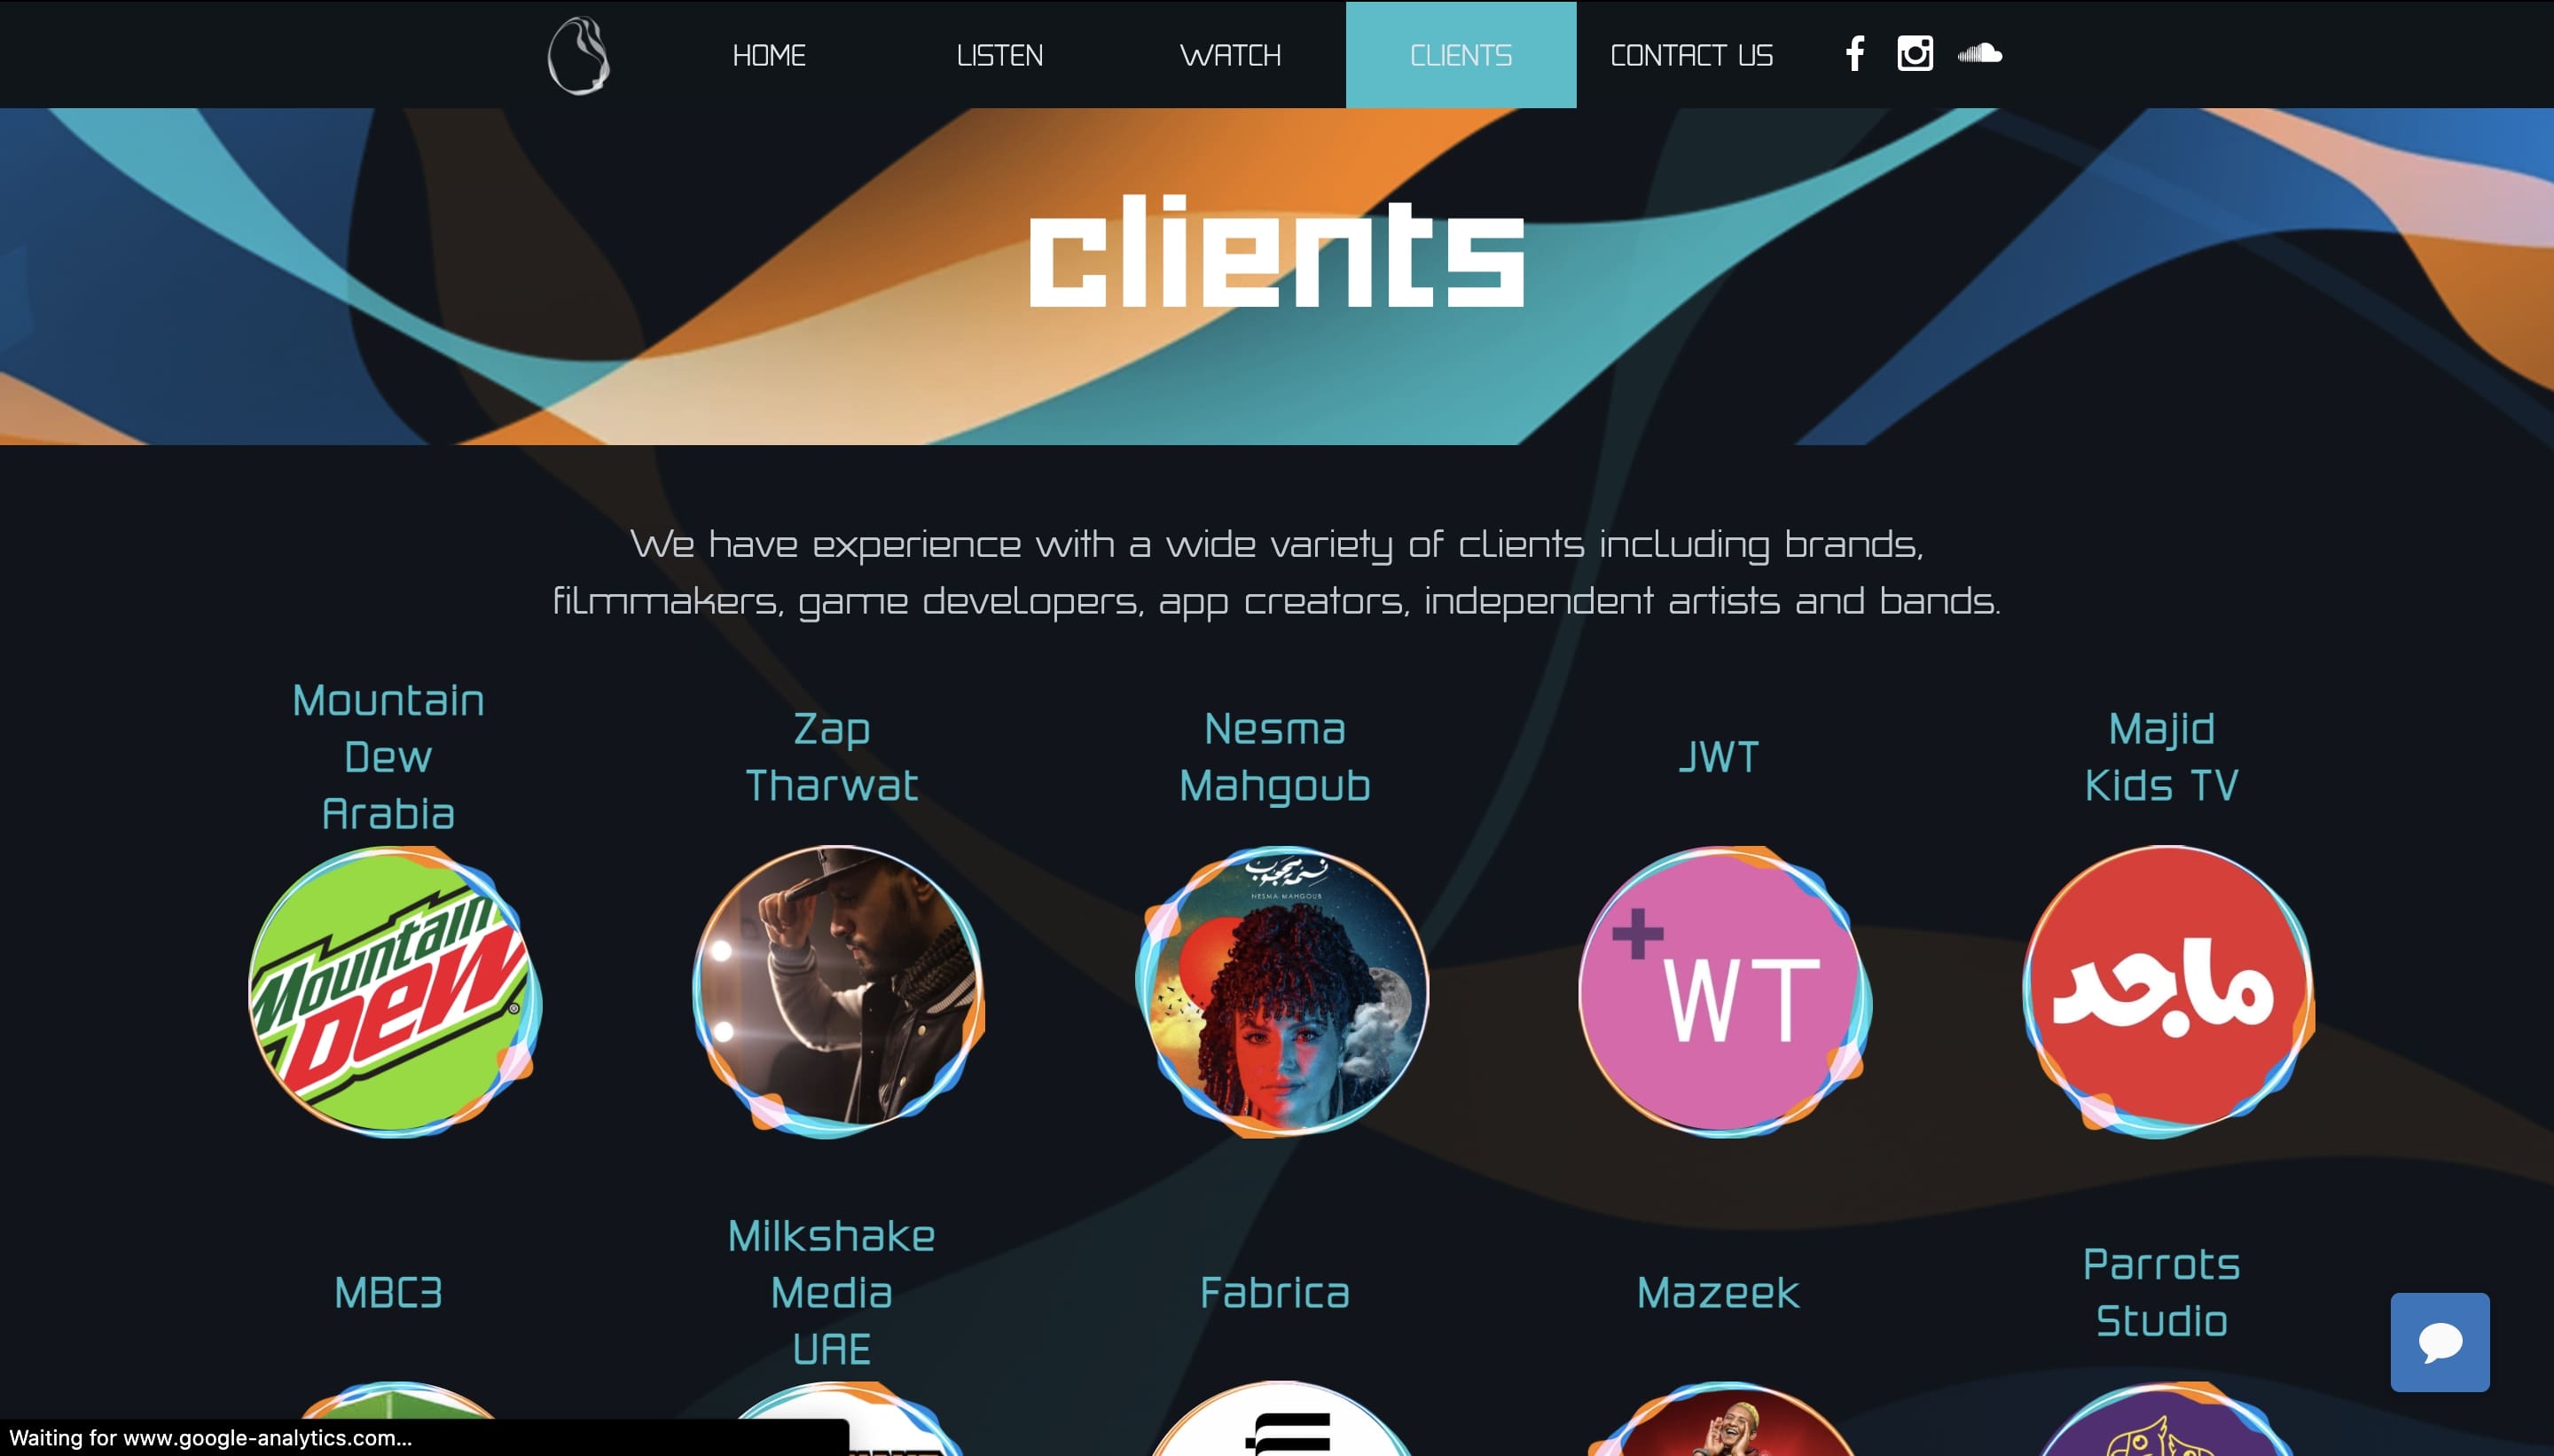 HOME
LISTEN
WATCH
CLIENTS
CONTACT US
clients
We have experience with a wide variety of clients including brands,
filmmakers, game developers, app creators, independent artists and bands.
Mountain
Dew
Arabia
Zap
Tharwat
Nesma
Mahgoub
JWT
Majid
Kids TV
Mountain
Dew
®
نسمة محجوب
NESMA MAHGOUB
+
WT
ماجد
MBC3
Milkshake
Media
UAE
Fabrica
Mazeek
Parrots
Studio
Waiting for www.google-analytics.com...